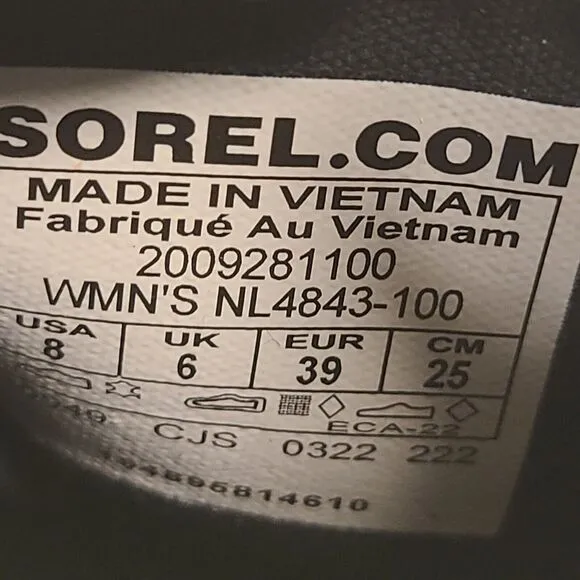 SOREL.COM
MADE IN VIETNAM
Fabriqué Au Vietnam
2009281100
WMN'S NL4843-100
USA UK EUR CM
8 6 39 25
ECA-22
CJS 0322 222